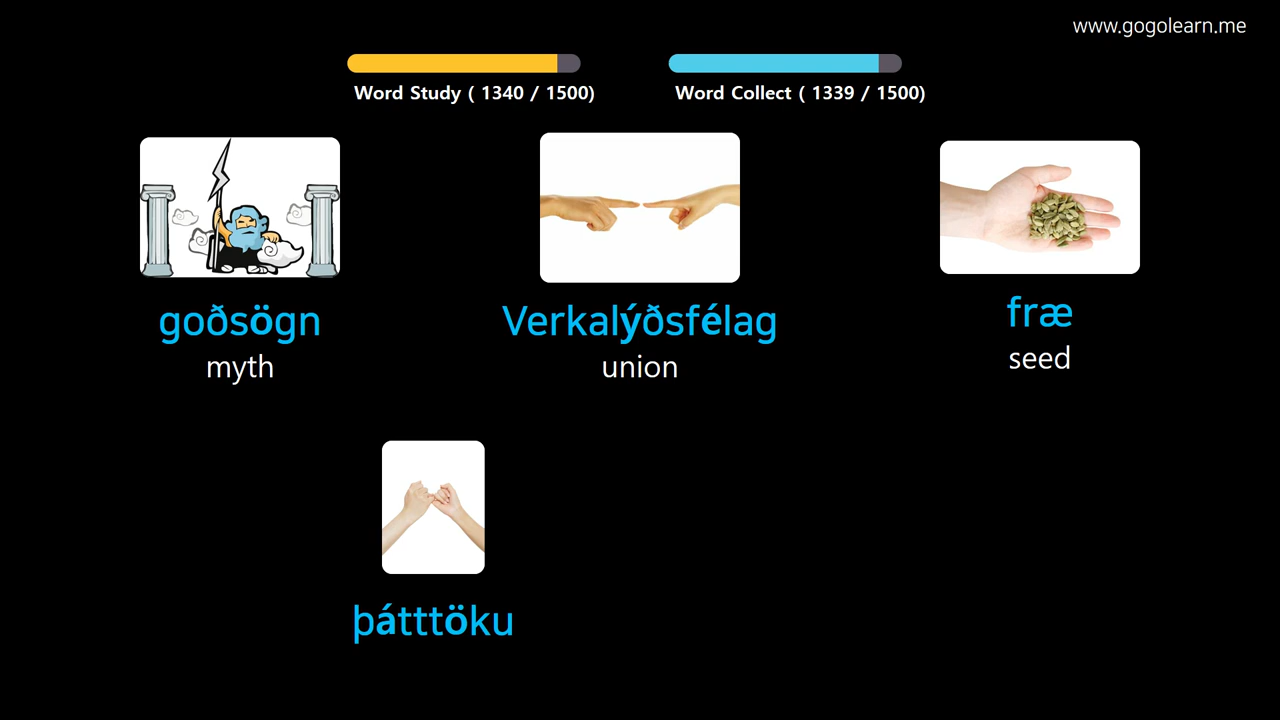 www.gogolearn.me
Word Study ( 1340 / 1500)
Word Collect ( 1339 / 1500)
goðsögn
myth
Verkalýðsfélag
union
fræ
seed
þátttöku